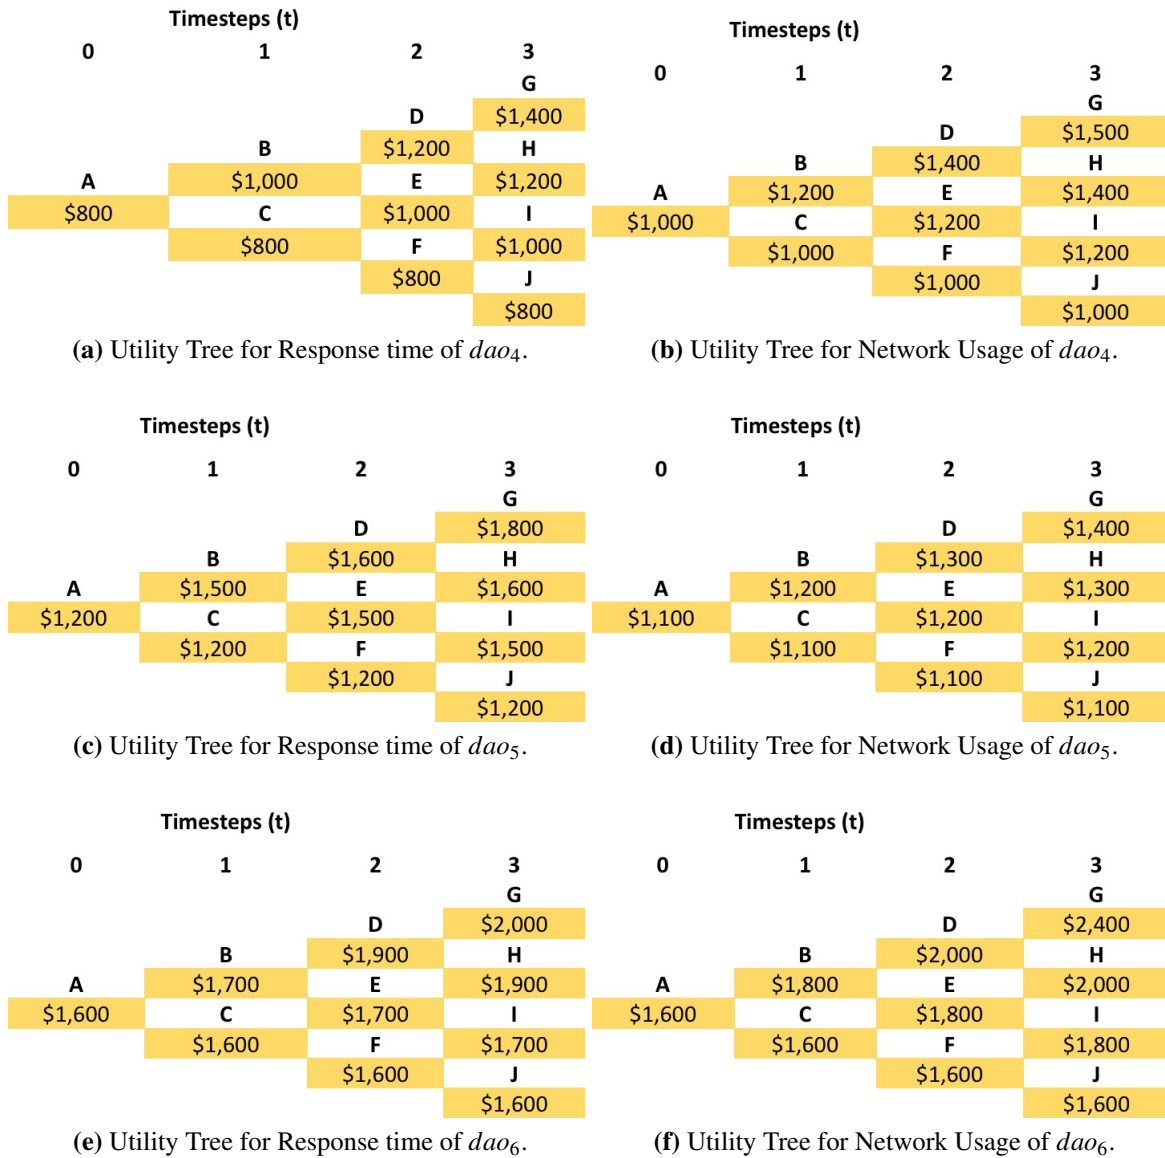 Timesteps (t)
0 1 2 3
G
D $1,400
B $1,200 H
A $1,000 E $1,200
$800 C $1,000 I
$800 F $1,000
$800 J
$800
(a) Utility Tree for Response time of dao4.
Timesteps (t)
0 1 2 3
G
D $1,500
B $1,400 H
A $1,200 E $1,400
$1,000 C $1,200 I
$1,000 F $1,200
$1,000 J
$1,000
(b) Utility Tree for Network Usage of dao4.
Timesteps (t)
0 1 2 3
G
D $1,800
B $1,600 H
A $1,500 E $1,600
$1,200 C $1,500 I
$1,200 F $1,500
$1,200 J
$1,200
(c) Utility Tree for Response time of dao5.
Timesteps (t)
0 1 2 3
G
D $1,400
B $1,300 H
A $1,200 E $1,300
$1,100 C $1,200 I
$1,100 F $1,200
$1,100 J
$1,100
(d) Utility Tree for Network Usage of dao5.
Timesteps (t)
0 1 2 3
G
D $2,000
B $1,900 H
A $1,700 E $1,900
$1,600 C $1,700 I
$1,600 F $1,700
$1,600 J
$1,600
(e) Utility Tree for Response time of dao6.
Timesteps (t)
0 1 2 3
G
D $2,400
B $2,000 H
A $1,800 E $2,000
$1,600 C $1,800 I
$1,600 F $1,800
$1,600 J
$1,600
(f) Utility Tree for Network Usage of dao6.